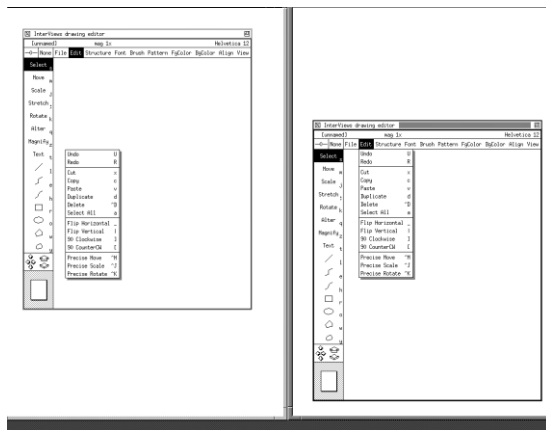 InterViews drawing editor
[unnamed] mag 1x Helvetica 12
None File Edit Structure Font Brush Pattern FgColor BgColor Align View
Select
Move m
Scale
Stretch
Rotate
Alter q
Magnify z
Text t
l
e
h
r
o
w
y
Undo U
Redo R
Cut x
Copy c
Paste v
Duplicate d
Delete ^D
Select All a
Flip Horizontal _
Flip Vertical |
90 Clockwise ]
90 CounterCW [
Precise Move ^M
Precise Scale ^J
Precise Rotate ^K
InterViews drawing editor
[unnamed] mag 1x Helvetica 12
None File Edit Structure Font Brush Pattern FgColor BgColor Align View
Select
Move m
Scale
Stretch
Rotate
Alter q
Magnify z
Text t
l
e
h
r
o
w
y
Undo U
Redo R
Cut x
Copy c
Paste v
Duplicate d
Delete ^D
Select All a
Flip Horizontal _
Flip Vertical |
90 Clockwise ]
90 CounterCW [
Precise Move ^M
Precise Scale ^J
Precise Rotate ^K